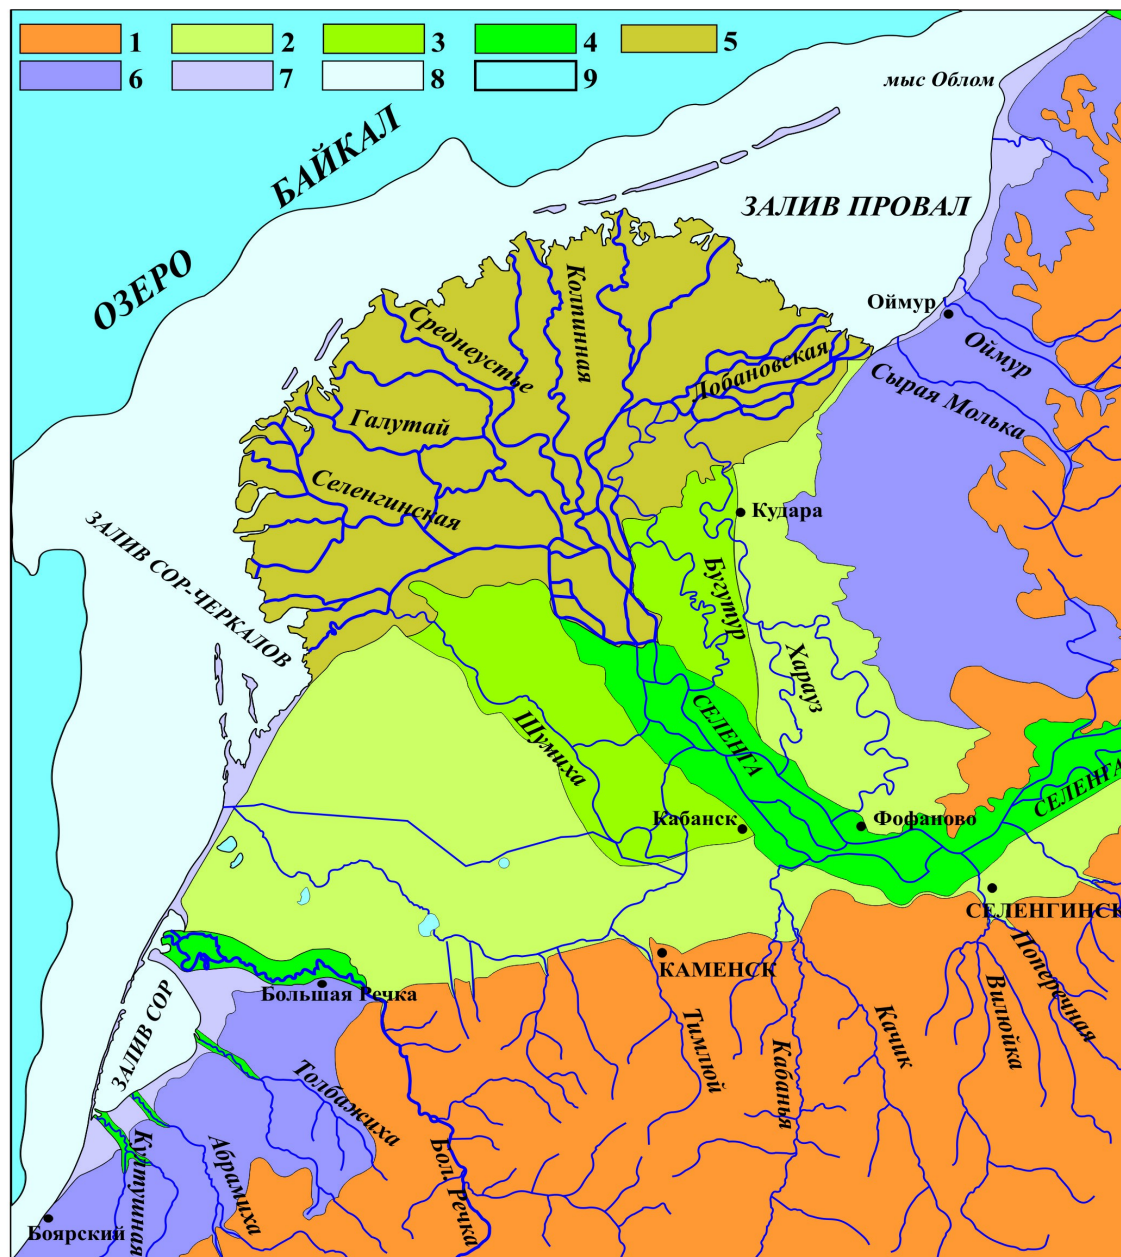 1 2 3 4 5
6 7 8 9
мыс Облом
ОЗЕРО БАЙКАЛ
ЗАЛИВ ПРОВАЛ
Колпинная
Оймур
Среднеустье
Оймур
Лобановская
Сырая Молька
Галутай
Селенгинская
Кудара
ЗАЛИВ СОР-ЧЕРКАЛОВ
Бугутур
Харауз
Шумиха
СЕЛЕНГА
СЕЛЕНГА
Кабанск
Фофаново
СЕЛЕНГИНСК
КАМЕНСК
Поперечная
Большая Речка
Вилюйка
ЗАЛИВ СОР
Качик
Тимлюй
Кабанья
Толбажиха
Абрамиха
Култушная
Бол. Речка
Боярский